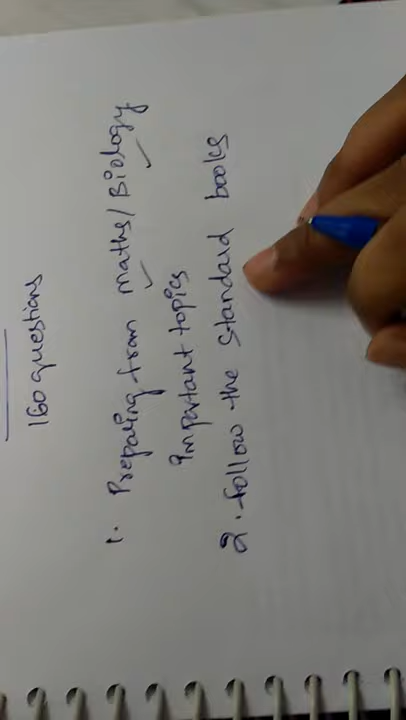 160 questions
1. Preparing from maths/Biology
Important topics
2. follow the standard books